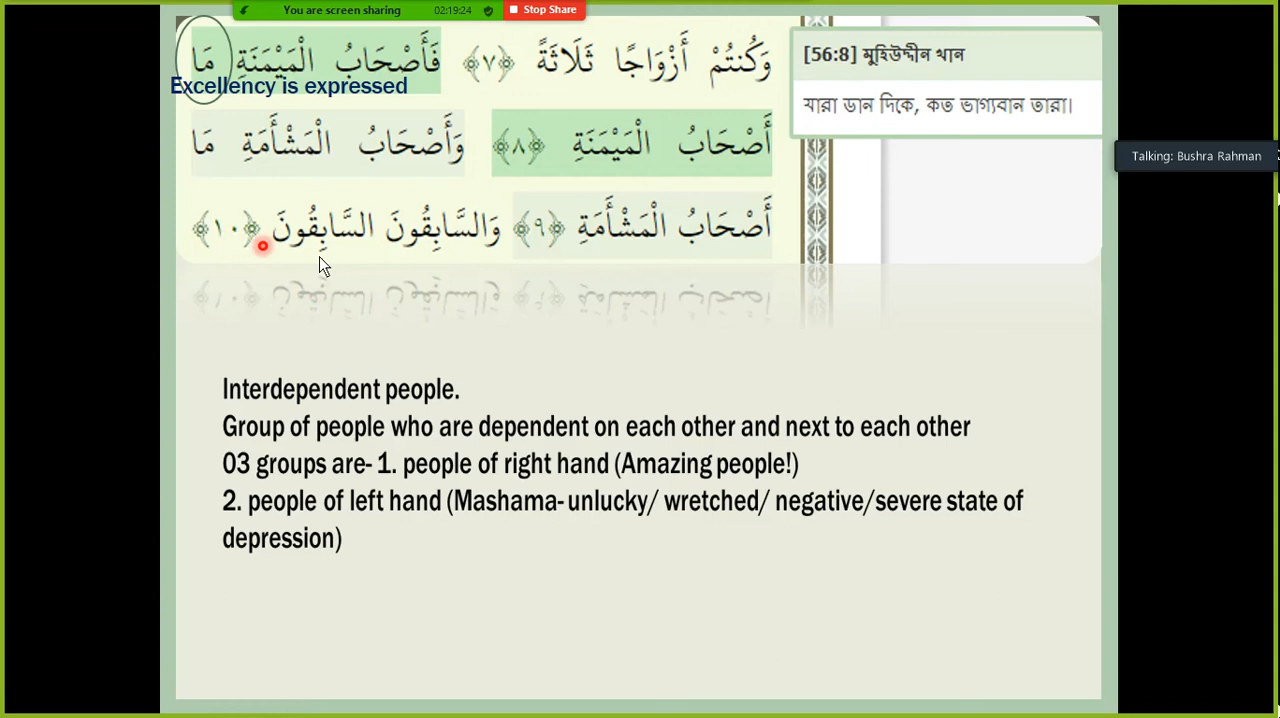 You are screen sharing 02:19:24 Stop Share
وَكُنتُمْ أَزْوَاجًا ثَلَاثَةً ﴿٧﴾ فَأَصْحَابُ الْمَيْمَنَةِ مَا
Excellency is expressed
أَصْحَابُ الْمَيْمَنَةِ ﴿٨﴾ وَأَصْحَابُ الْمَشْأَمَةِ مَا
أَصْحَابُ الْمَشْأَمَةِ ﴿٩﴾ وَالسَّابِقُونَ السَّابِقُونَ ﴿١٠﴾
[56:8] মুহিউদ্দীন খান
যারা ডান দিকে, কত ভাগ্যবান তারা।
Talking: Bushra Rahman
Interdependent people.
Group of people who are dependent on each other and next to each other
03 groups are- 1. people of right hand (Amazing people!)
2. people of left hand (Mashama- unlucky/ wretched/ negative/severe state of
depression)